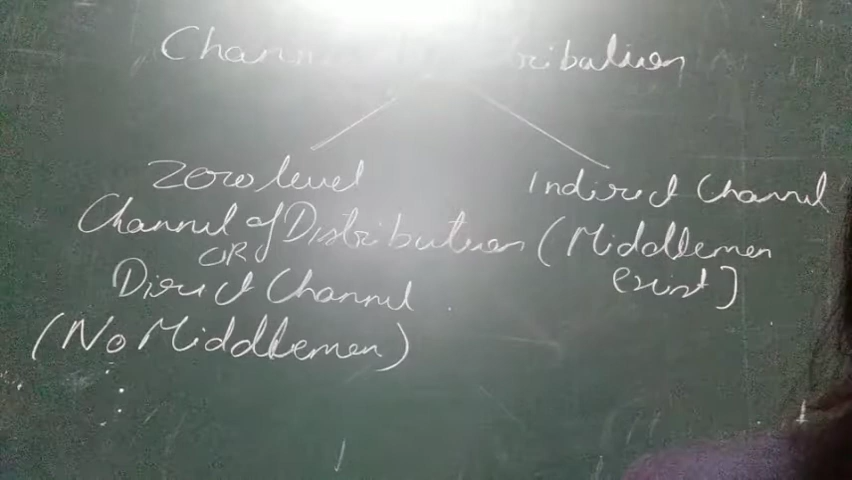 Chann ribution
Zero level
Channel of Distribution
OR
Direct Channel
(No Middlemen)
Indirect Channel
(Middlemen
exist]